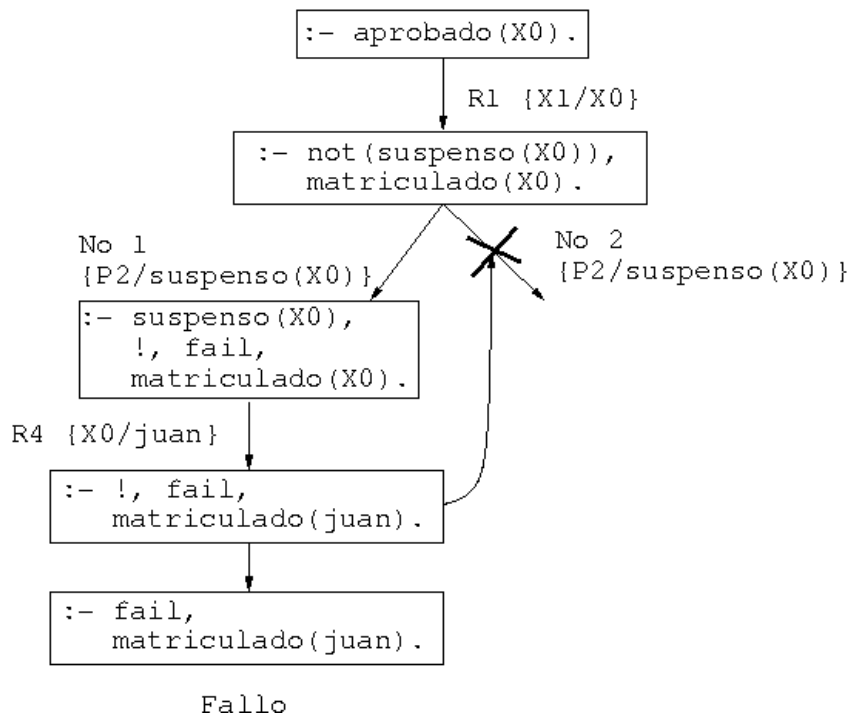 :- aprobado(X0).
R1 {X1/X0}
:- not(suspenso(X0)),
matriculado(X0).
No 1
{P2/suspenso(X0)}
No 2
{P2/suspenso(X0)}
:- suspenso(X0),
!, fail,
matriculado(X0).
R4 {X0/juan}
:- !, fail,
matriculado(juan).
:- fail,
matriculado(juan).
Fallo